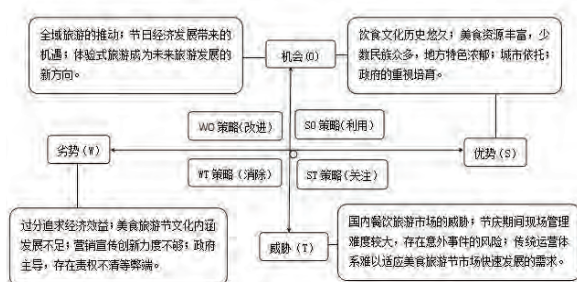 全域旅游的推动；节日经济发展带来的
机遇；体验式旅游成为未来旅游发展的
新方向。
机会(O)
饮食文化历史悠久；美食资源丰富，少
数民族众多，地方特色浓郁；城市依托；
政府的重视培育。
WO 策略(改进)
SO 策略(利用)
劣势(W)
优势(S)
WT 策略(消除)
ST 策略(关注)
过分追求经济效益；美食旅游节文化内涵
发展不足；营销宣传创新力度不够；政府
主导，存在责权不清等弊端。
威胁(T)
国内餐饮旅游市场的威胁；节庆期间现场管理
难度较大，存在意外事件的风险；传统运营体
系难以适应美食旅游节市场快速发展的需求。